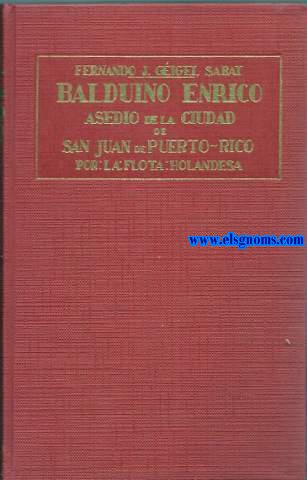 FERNANDO J. GÉIGEL SABAT
BALDUINO ENRICO
ASEDIO DE LA CIUDAD
DE
SAN JUAN DE PUERTO-RICO
POR:LA:FLOTA:HOLANDESA
www.elsgnoms.com